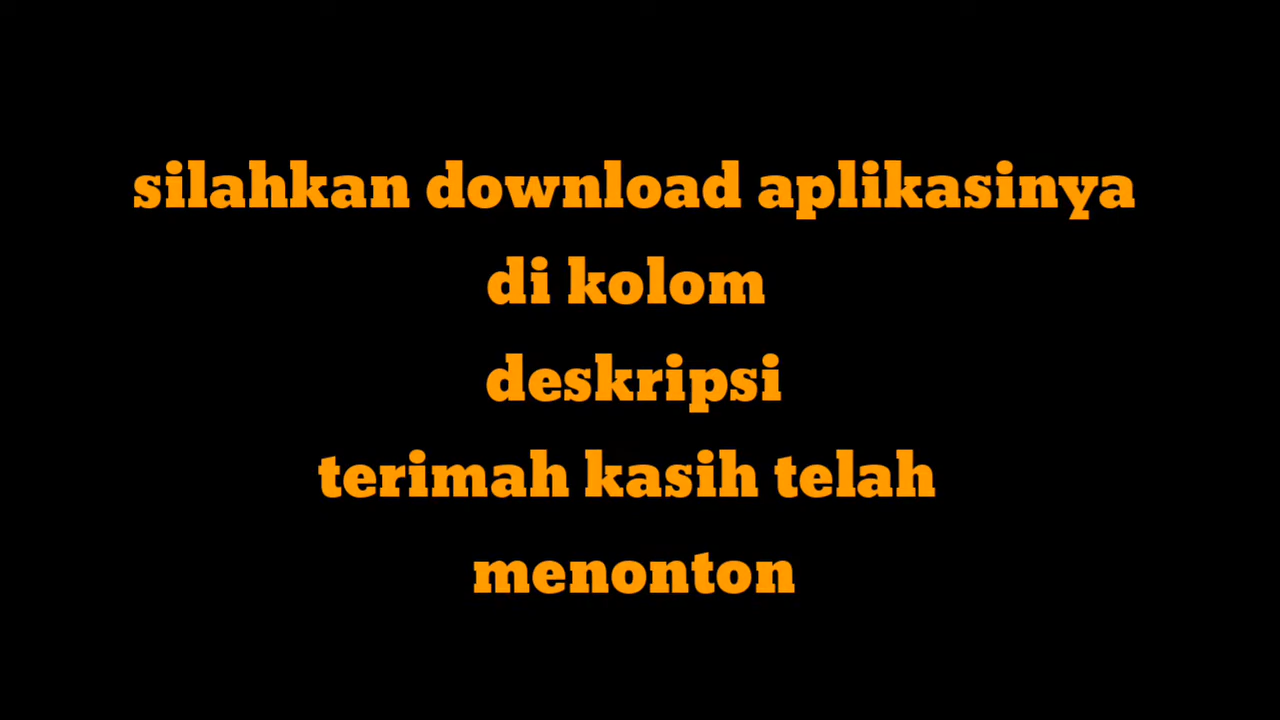 silahkan download aplikasinya
di kolom
deskripsi
terimah kasih telah
menonton